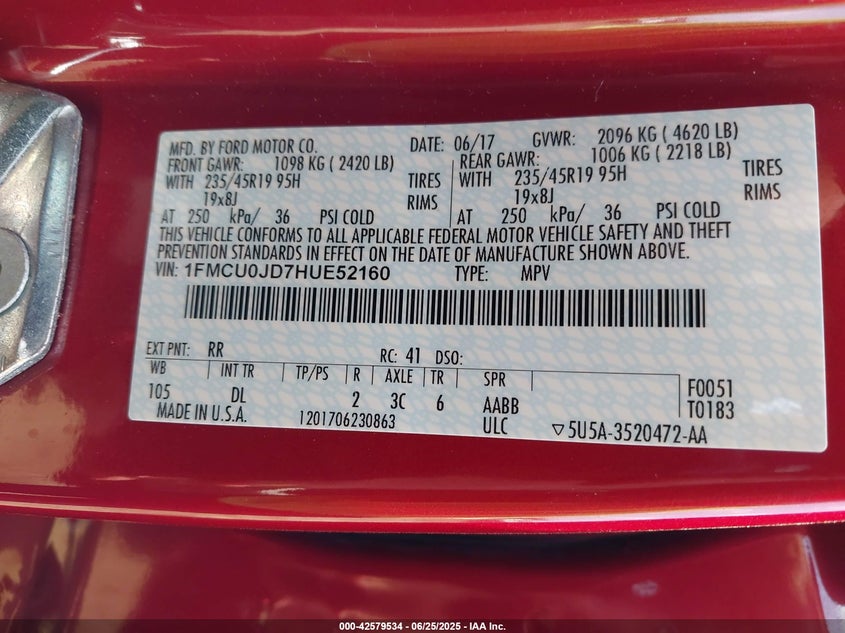 MFD. BY FORD MOTOR CO. DATE: 06/17 GVWR: 2096 KG ( 4620 LB)
FRONT GAWR: 1098 KG ( 2420 LB) REAR GAWR: 1006 KG ( 2218 LB)
WITH 235/45R19 95H TIRES WITH 235/45R19 95H TIRES
19x8J RIMS 19x8J RIMS
AT 250 kPa/ 36 PSI COLD AT 250 kPa/ 36 PSI COLD
THIS VEHICLE CONFORMS TO ALL APPLICABLE FEDERAL MOTOR VEHICLE SAFETY AND THEFT
PREVENTION STANDARDS IN EFFECT ON THE DATE OF MANUFACTURE SHOWN ABOVE.
VIN: 1FMCU0JD7HUE52160 TYPE: MPV
EXT PNT: RR RC: 41 DSO:
WB INT TR TP/PS R AXLE TR SPR F0051
105 DL 2 3C 6 AABB T0183
MADE IN U.S.A. 1201706230863 ULC ▽5U5A-3520472-AA
000-42579534 / 06/25/2025 - IAA Inc.